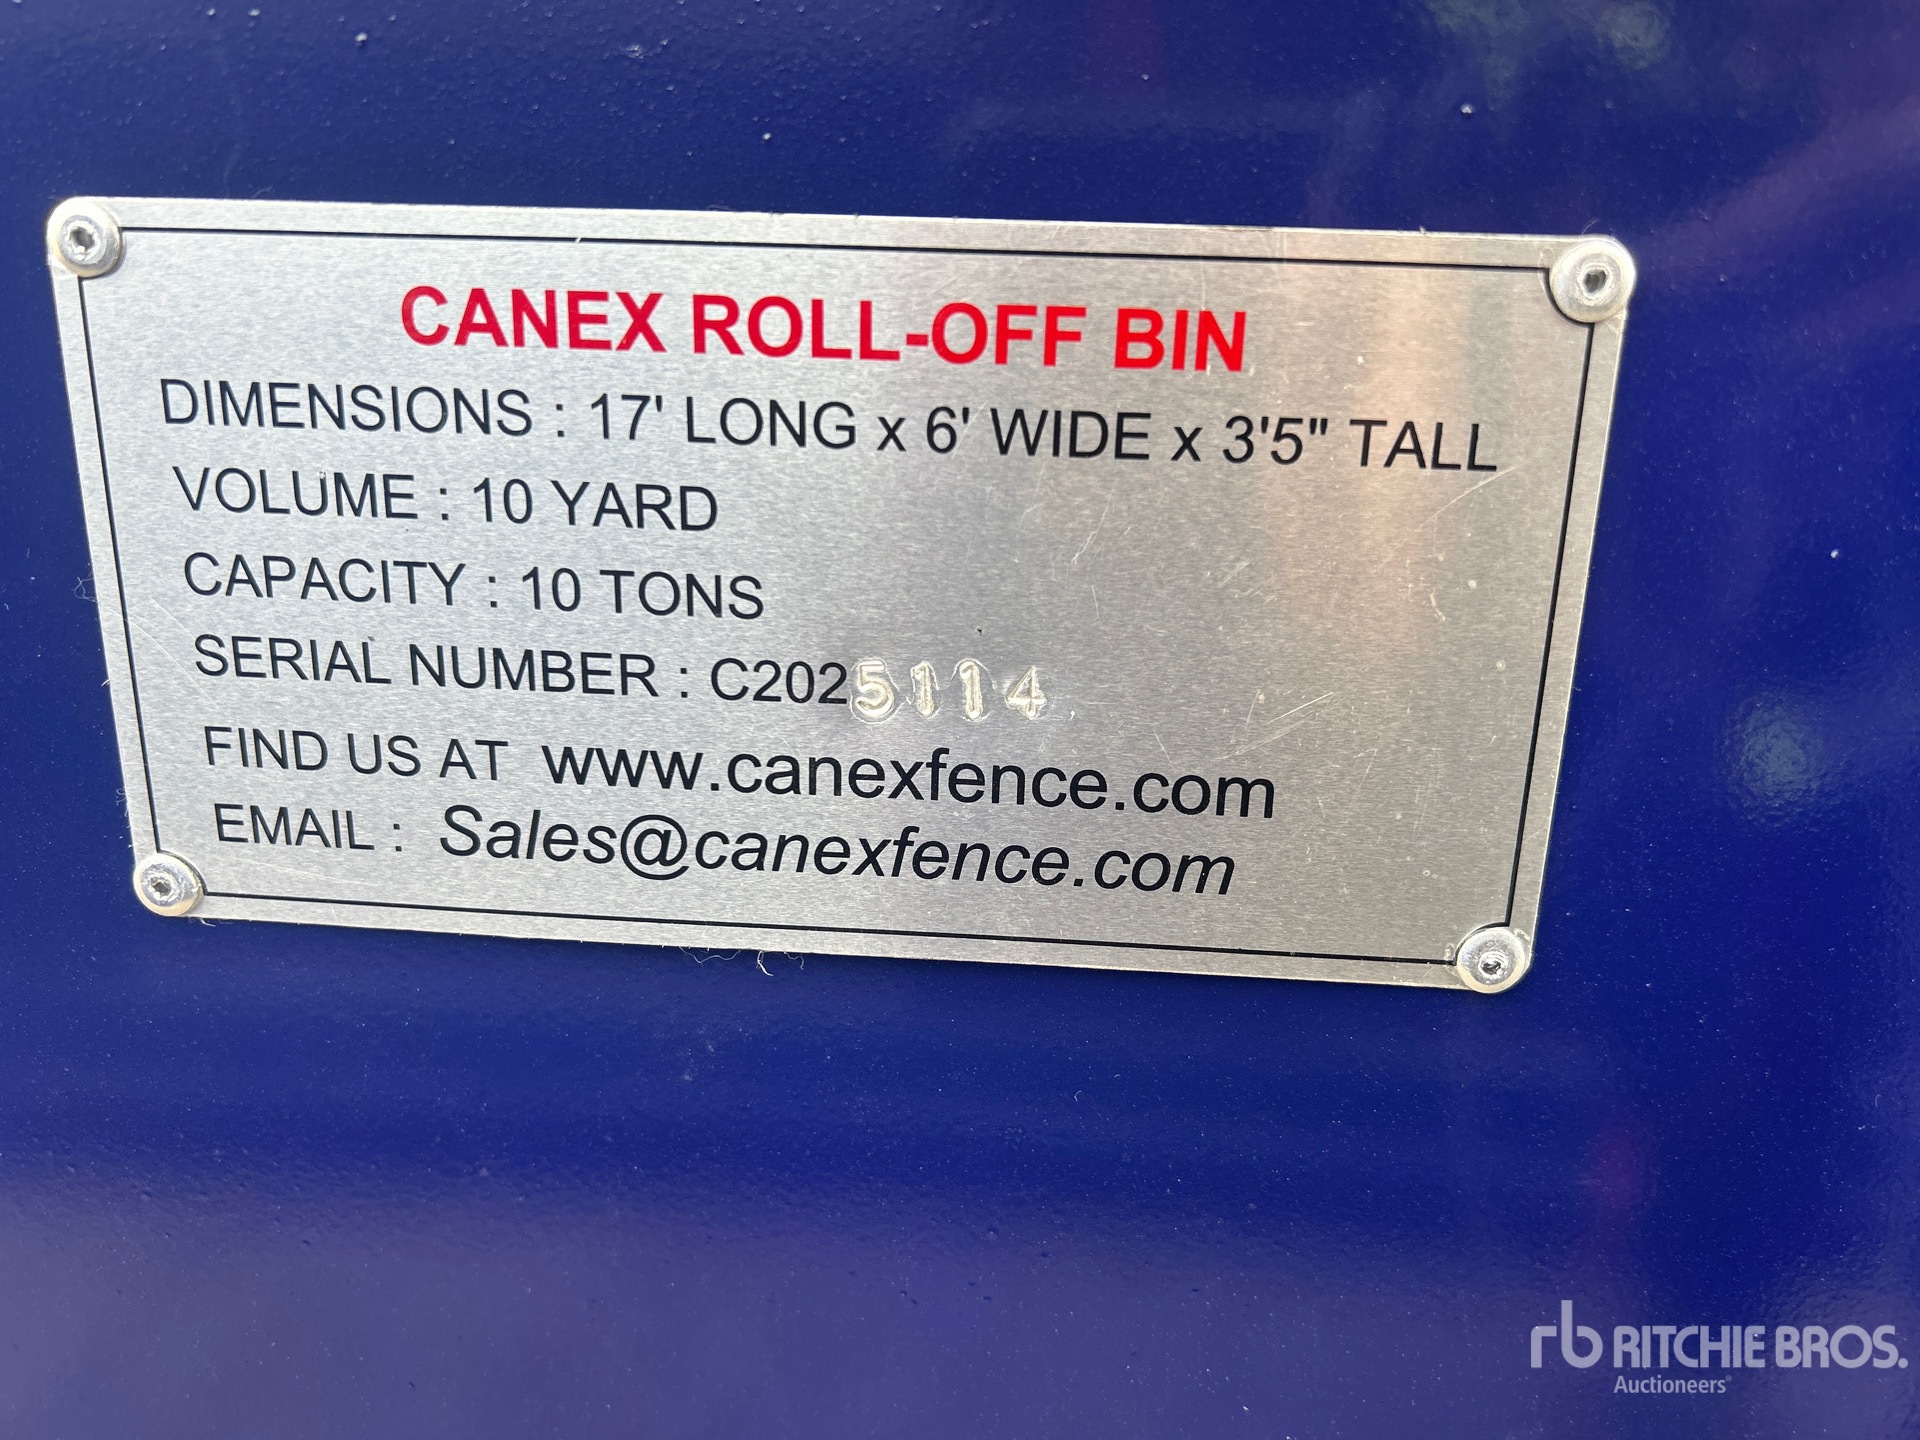 CANEX ROLL-OFF BIN
DIMENSIONS : 17' LONG x 6' WIDE x 3'5" TALL
VOLUME : 10 YARD
CAPACITY : 10 TONS
SERIAL NUMBER : C2025114
FIND US AT www.canexfence.com
EMAIL : Sales@canexfence.com
rb RITCHIE BROS.
Auctioneers